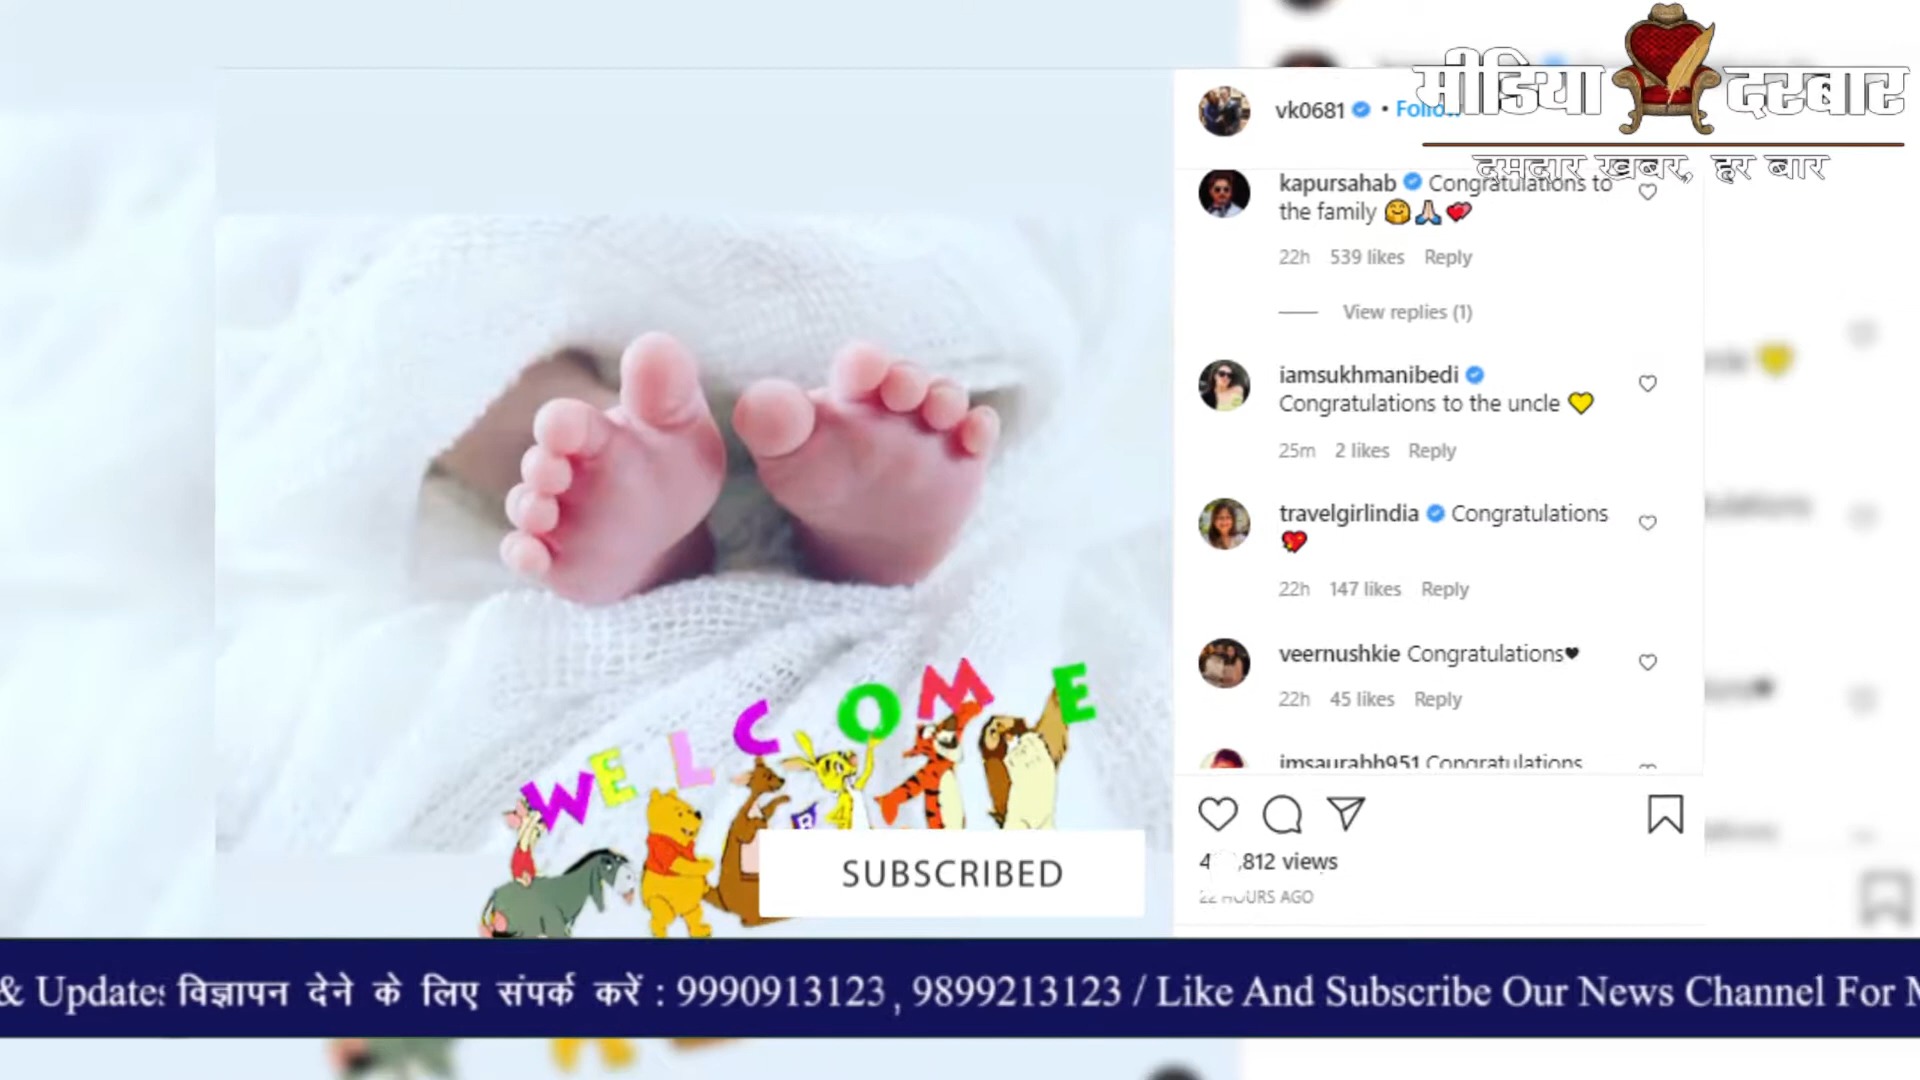 मीडिया दरबार
दमदार खबर, हर बार
vk0681 • Follow
kapursahab Congratulations to
the family 🤗🙏🏻💕
22h 539 likes Reply
View replies (1)
iamsukhmanibedi
Congratulations to the uncle 💛
25m 2 likes Reply
travelgirlindia Congratulations
💖
22h 147 likes Reply
veernushkie Congratulations♥
22h 45 likes Reply
imsaurabh951 Congratulations
812 views
22 HOURS AGO
WELCOME
SUBSCRIBED
& Updates विज्ञापन देने के लिए संपर्क करें : 9990913123, 9899213123 / Like And Subscribe Our News Channel For